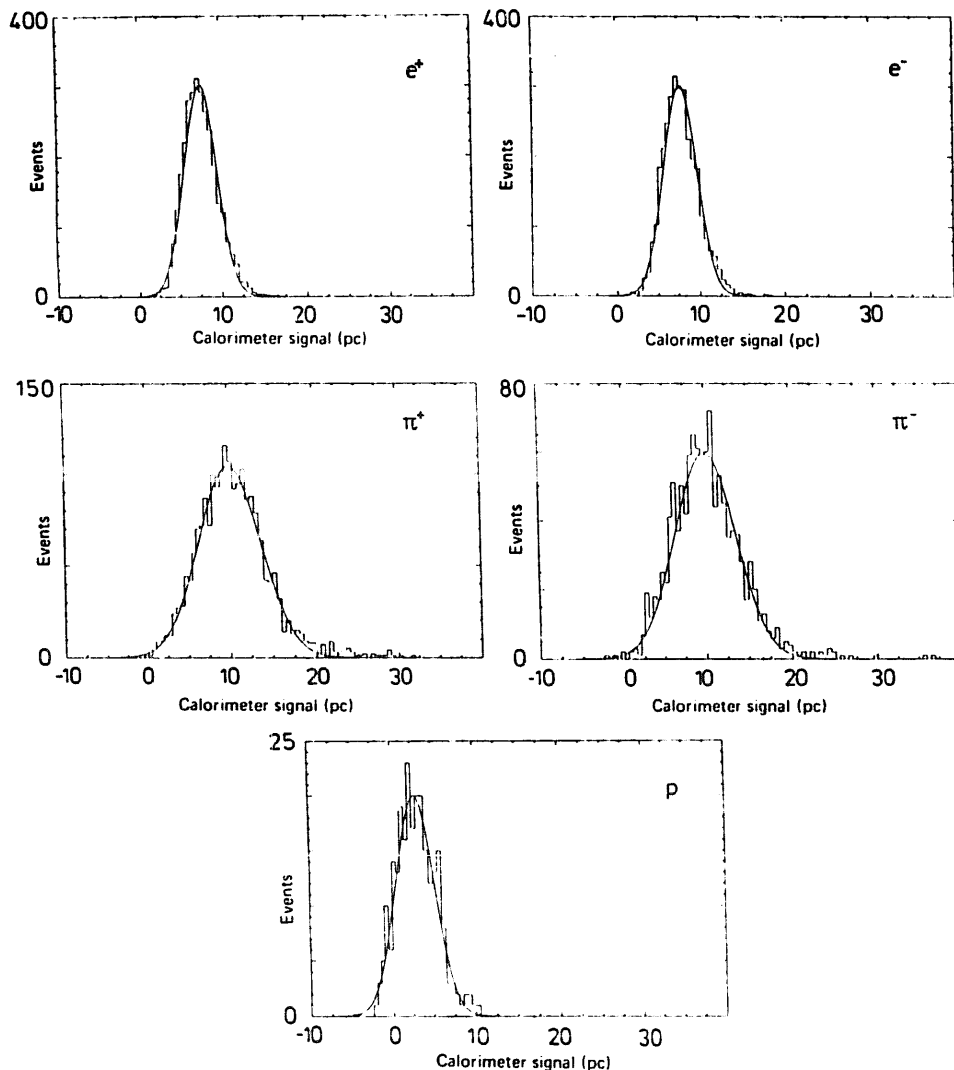 400
e+
Events
0
-10 0 10 20 30
Calorimeter signal (pc)
400
e-
Events
0
-10 0 10 20 30
Calorimeter signal (pc)
150
π+
Events
0
-10 0 10 20 30
Calorimeter signal (pc)
80
π-
Events
0
-10 0 10 20 30
Calorimeter signal (pc)
25
p
Events
0
-10 0 10 20 30
Calorimeter signal (pc)